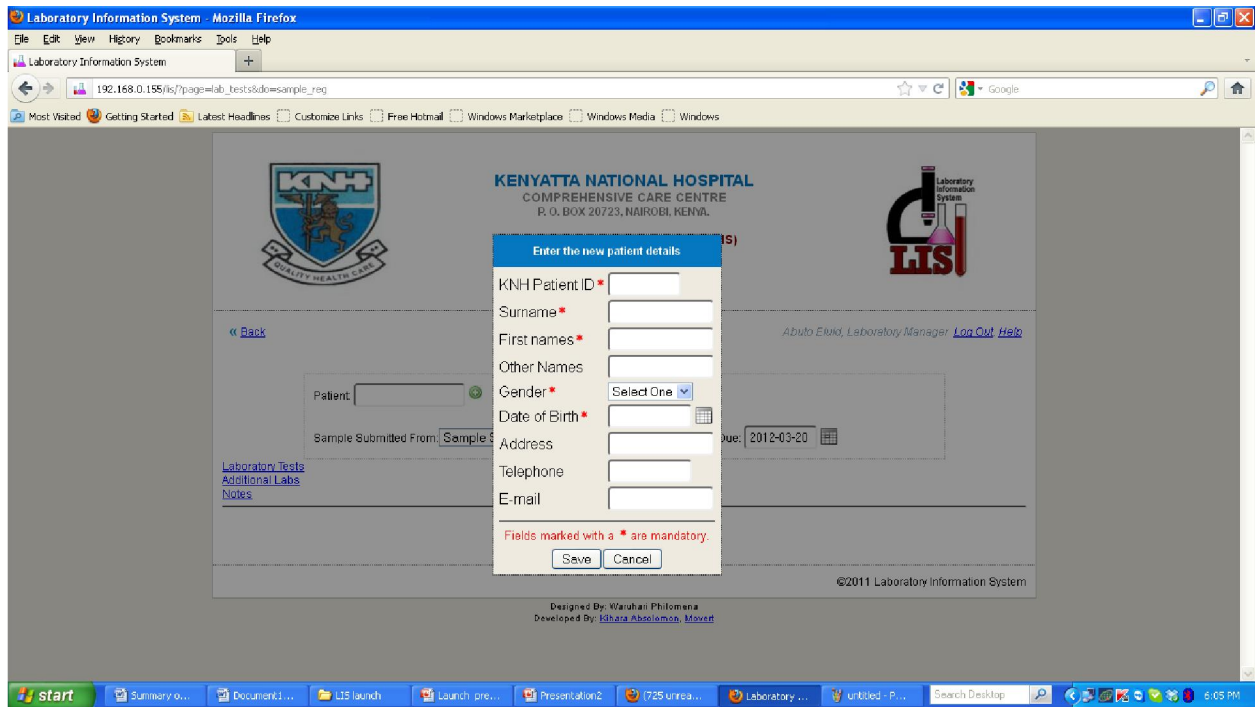 Laboratory Information System - Mozilla Firefox
File Edit View History Bookmarks Tools Help
Laboratory Information System +
192.168.0.155/lis/?page=lab_tests&do=sample_reg Google
Most Visited Getting Started Latest Headlines Customize Links Free Hotmail Windows Marketplace Windows Media Windows
KNH
QUALITY HEALTH CARE
KENYATTA NATIONAL HOSPITAL
COMPREHENSIVE CARE CENTRE
P. O. BOX 20723, NAIROBI, KENYA.
IS)
Laboratory
Information
System
LIS
« Back
Abuto Eluid, Laboratory Manager Log Out, Help
Patient:
Sample Submitted From: Sample S
Due: 2012-03-20
Laboratory Tests
Additional Labs
Notes
Enter the new patient details
KNH Patient ID *
Surname *
First names *
Other Names
Gender * Select One
Date of Birth *
Address
Telephone
E-mail
Fields marked with a * are mandatory.
Save Cancel
©2011 Laboratory Information System
Designed By: Waruhari Philomena
Developed By: Kihara Absolomon, Movert
start Summary o... Document1... LIS launch Launch pre... Presentation2 (725 unrea... Laboratory ... untitled - P... Search Desktop 6:05 PM